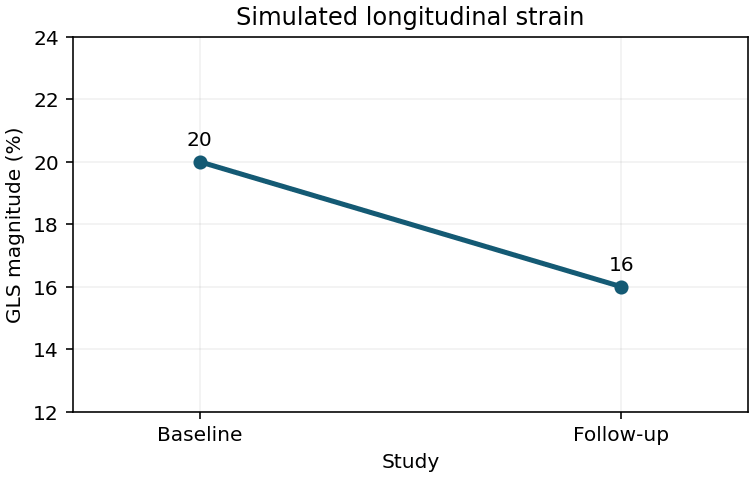 Simulated longitudinal strain
GLS magnitude (%)
24
22
20
18
16
14
12
20
16
Baseline
Follow-up
Study